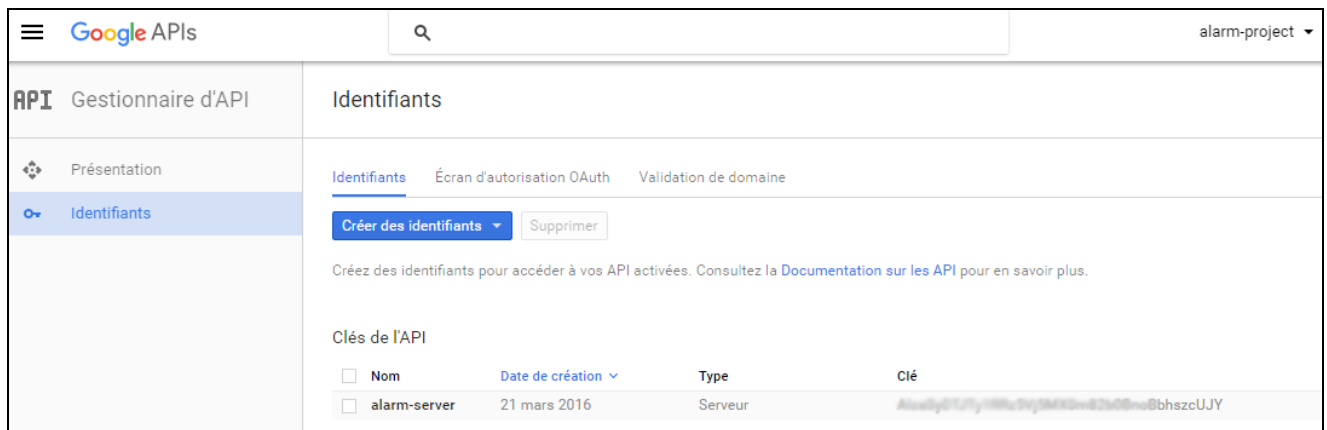 Google APIs
alarm-project
API Gestionnaire d'API
Identifiants
Présentation
Identifiants
Identifiants Écran d'autorisation OAuth Validation de domaine
Créer des identifiants Supprimer
Créez des identifiants pour accéder à vos API activées. Consultez la Documentation sur les API pour en savoir plus.
Clés de l'API
Nom Date de création Type Clé
alarm-server 21 mars 2016 Serveur